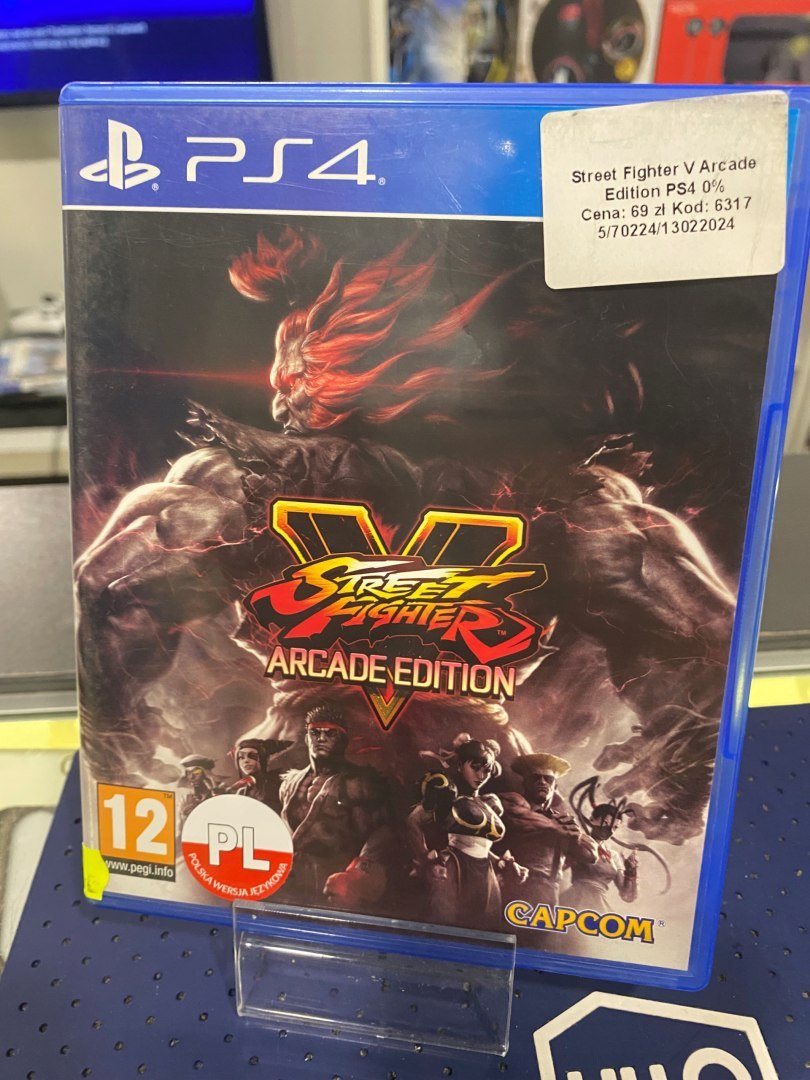 PS4
Street Fighter V Arcade
Edition PS4 0%
Cena: 69 zł Kod: 6317
5/70224/13022024
V
STREET
FIGHTER™
ARCADE EDITION
12
www.pegi.info
PL
POLSKA WERSJA JĘZYKOWA
CAPCOM®